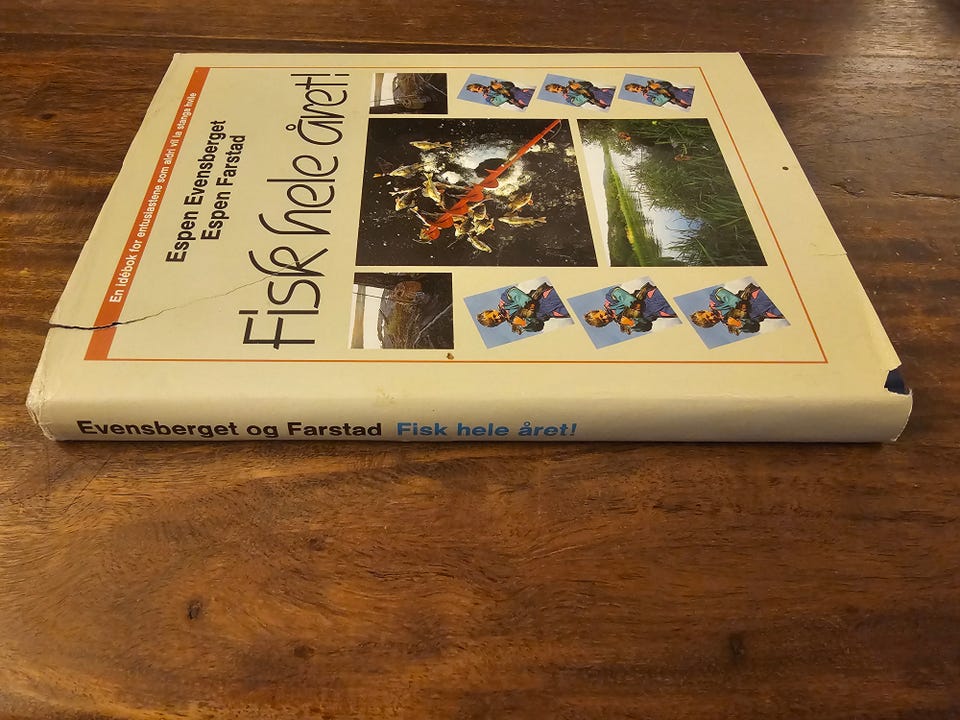 En idébok for entusiastene som aldri vil la stanga hvile
Espen Evensberget
Espen Farstad
Fisk hele året!
Evensberget og Farstad Fisk hele året!